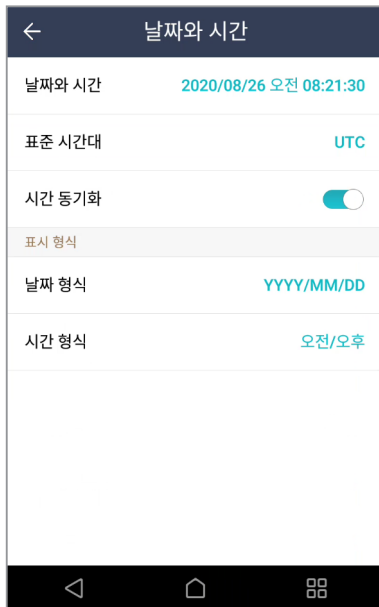 날짜와 시간
날짜와 시간 2020/08/26 오전 08:21:30
표준 시간대 UTC
시간 동기화
표시 형식
날짜 형식 YYYY/MM/DD
시간 형식 오전/오후